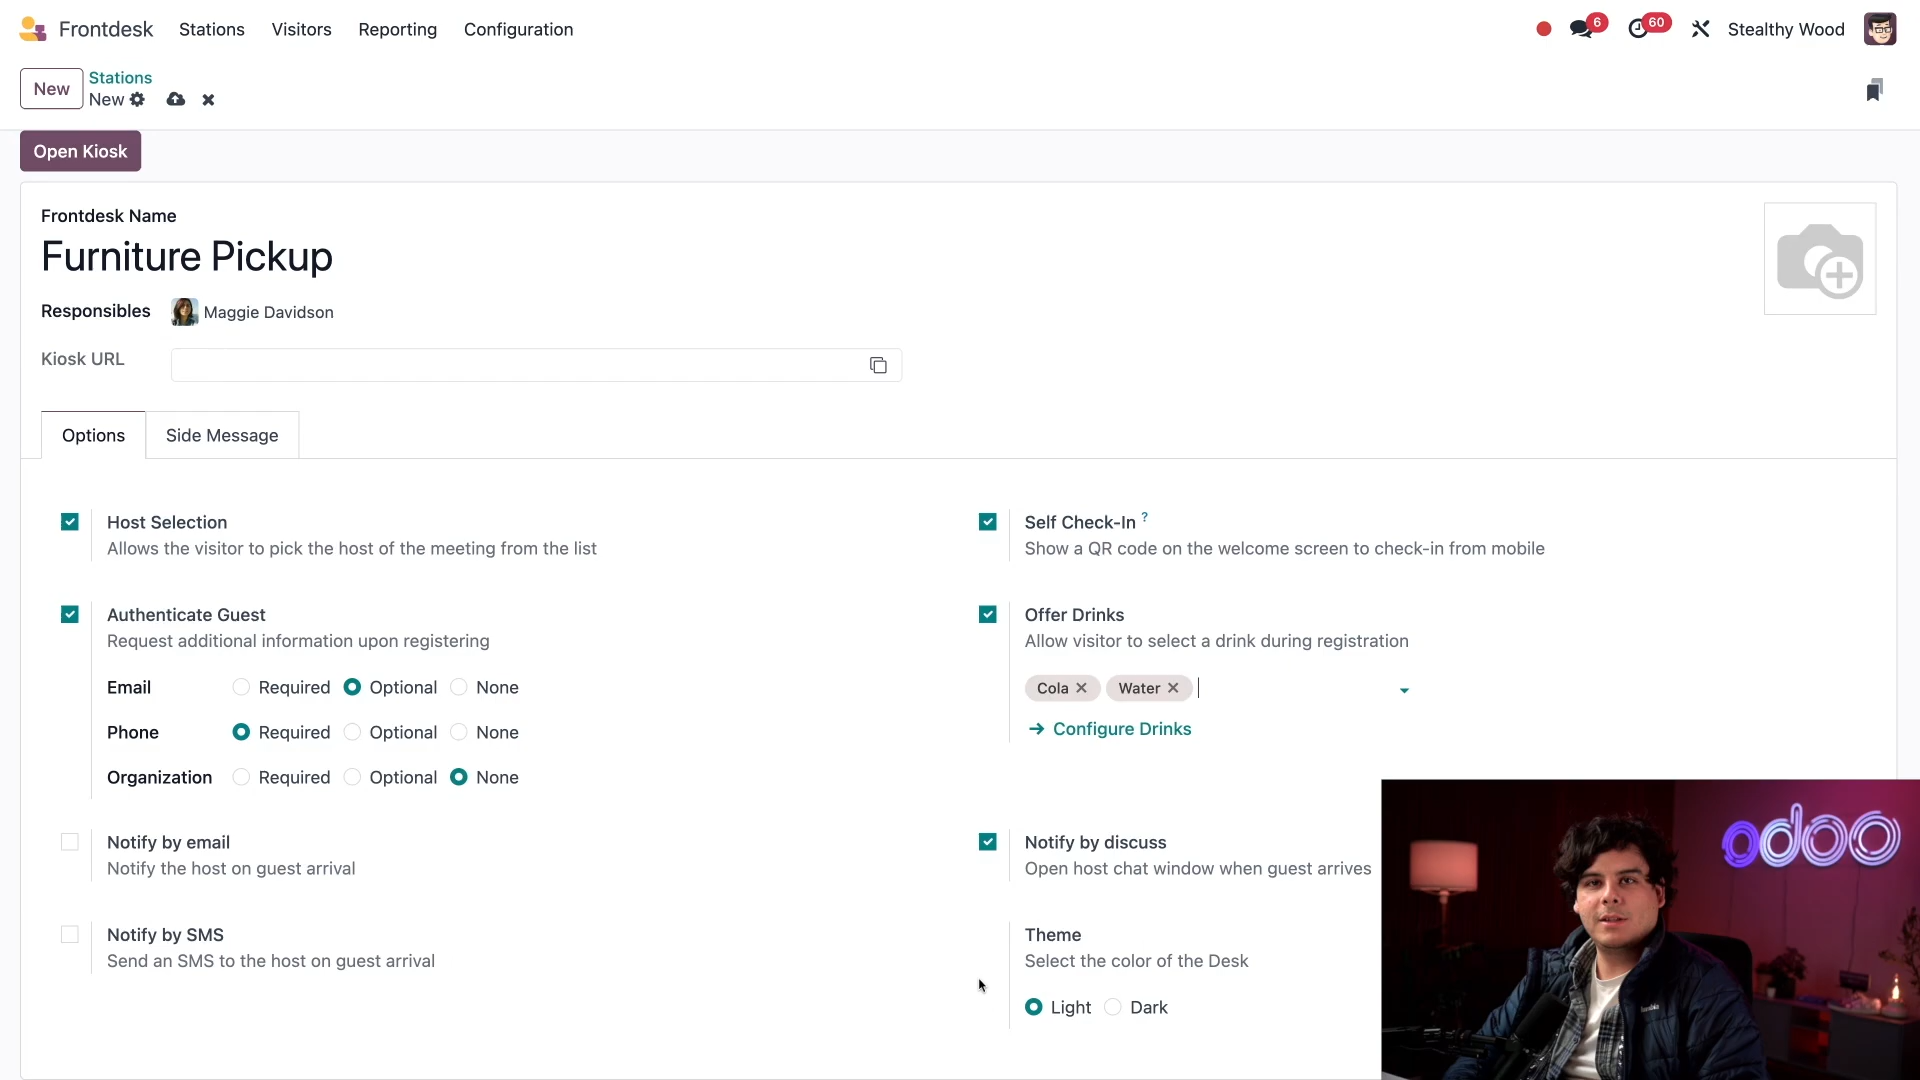 Frontdesk Stations Visitors Reporting Configuration 6 60 Stealthy Wood
New Stations
New
Open Kiosk
Frontdesk Name
Furniture Pickup
Responsibles Maggie Davidson
Kiosk URL
Options Side Message
Host Selection
Allows the visitor to pick the host of the meeting from the list
Self Check-In ?
Show a QR code on the welcome screen to check-in from mobile
Authenticate Guest
Request additional information upon registering
Email Required Optional None
Phone Required Optional None
Organization Required Optional None
Offer Drinks
Allow visitor to select a drink during registration
Cola Water
Configure Drinks
Notify by email
Notify the host on guest arrival
Notify by discuss
Open host chat window when guest arrives
Notify by SMS
Send an SMS to the host on guest arrival
Theme
Select the color of the Desk
Light Dark
odoo